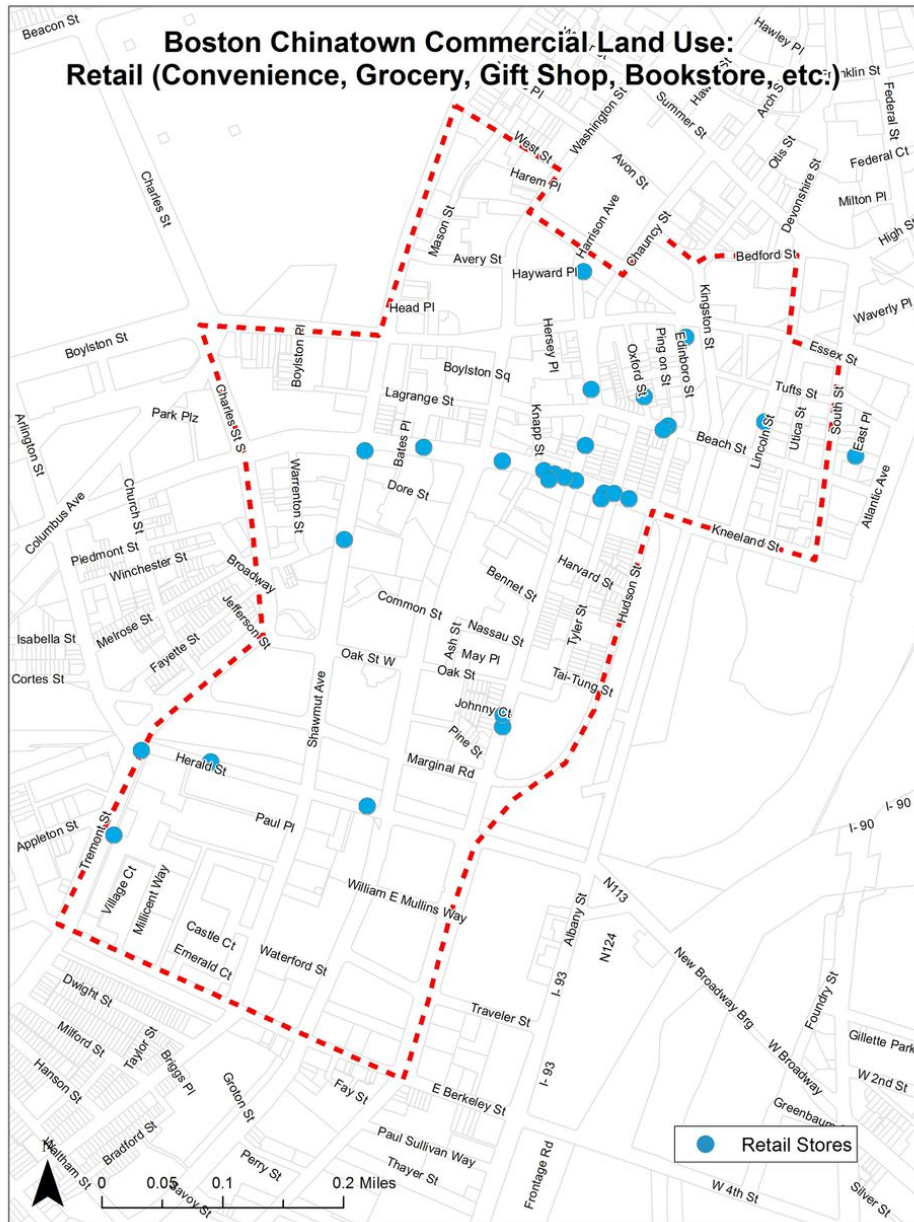 Beacon St
Boston Chinatown Commercial Land Use:
Retail (Convenience, Grocery, Gift Shop, Bookstore, etc.)
Hawley Pl
Washington St
Arch St
Federal St
Summer St
West St
Otis St
Federal Ct
Avon St
Harem Pl
Devonshire St
Milton Pl
Charles St
Mason St
Harrison Ave
Chauncy St
High St
Avery St
Hayward Pl
Bedford St
Head Pl
Kingston St
Waverly Pl
Boylston St
Boylston Pl
Hersey Pl
Ping on St
Edinboro St
Oxford St
Essex St
Boylston Sq
Tufts St
Lagrange St
South St
Park Plz
Arlington St
Charles St S
Bates Pl
Knapp St
Beach St
Lincoln St
Utica St
East Pl
Warrenton St
Dore St
Atlantic Ave
Columbus Ave
Church St
Kneeland St
Piedmont St
Winchester St
Broadway
Harvard St
Hudson St
Bennet St
Jefferson St
Common St
Tyler St
Isabella St
Melrose St
Fayette St
Nassau St
Ash St
May Pl
Cortes St
Oak St W
Oak St
Tai-Tung St
Shawmut Ave
Johnny Ct
Pine St
Herald St
Marginal Rd
Appleton St
Tremont St
Paul Pl
I- 90
I- 90
Village Ct
Millicent Way
William E Mullins Way
N113
Albany St
Castle Ct
Emerald Ct
Waterford St
N124
New Broadway Brg
Dwight St
I- 93
Foundry St
Traveler St
Milford St
Taylor St
Gillette Park
Hanson St
Briggs Pl
Groton St
I- 93
W Broadway
W 2nd St
Fay St
E Berkeley St
Bradford St
Waltham St
Paul Sullivan Way
Perry St
Thayer St
Frontage Rd
Retail Stores
0 0.05 0.1 0.2 Miles
Savoy St
W 4th St
Silver St